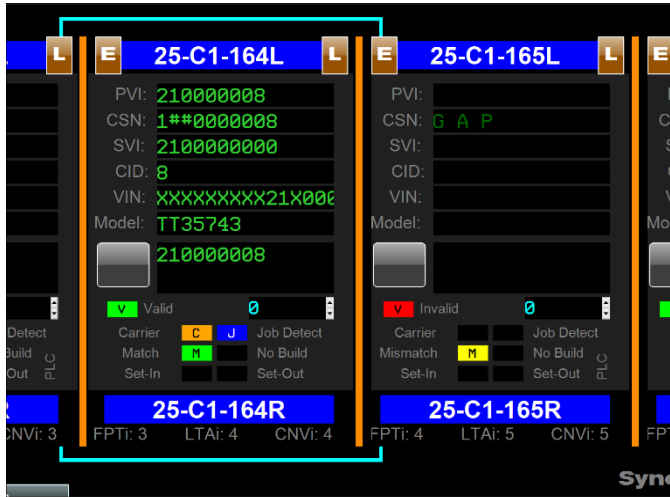 L E 25-C1-164L L E 25-C1-165L L E
PVI: 210000008 PVI:
CSN: 1##0000008 CSN: G A P
SVI: 2100000000 SVI:
CID: 8 CID:
VIN: XXXXXXXXX21X000 VIN:
Model: TT35743 Model: Mo
210000008
V Valid 0 V Invalid 0
Detect Carrier C J Job Detect Carrier Job Detect
Build Match M No Build Mismatch M No Build
Out PLC Set-In Set-Out Set-In Set-Out PLC
25-C1-164R 25-C1-165R
CNVi: 3 FPTi: 3 LTAi: 4 CNVi: 4 FPTi: 4 LTAi: 5 CNVi: 5 FPT
Sync